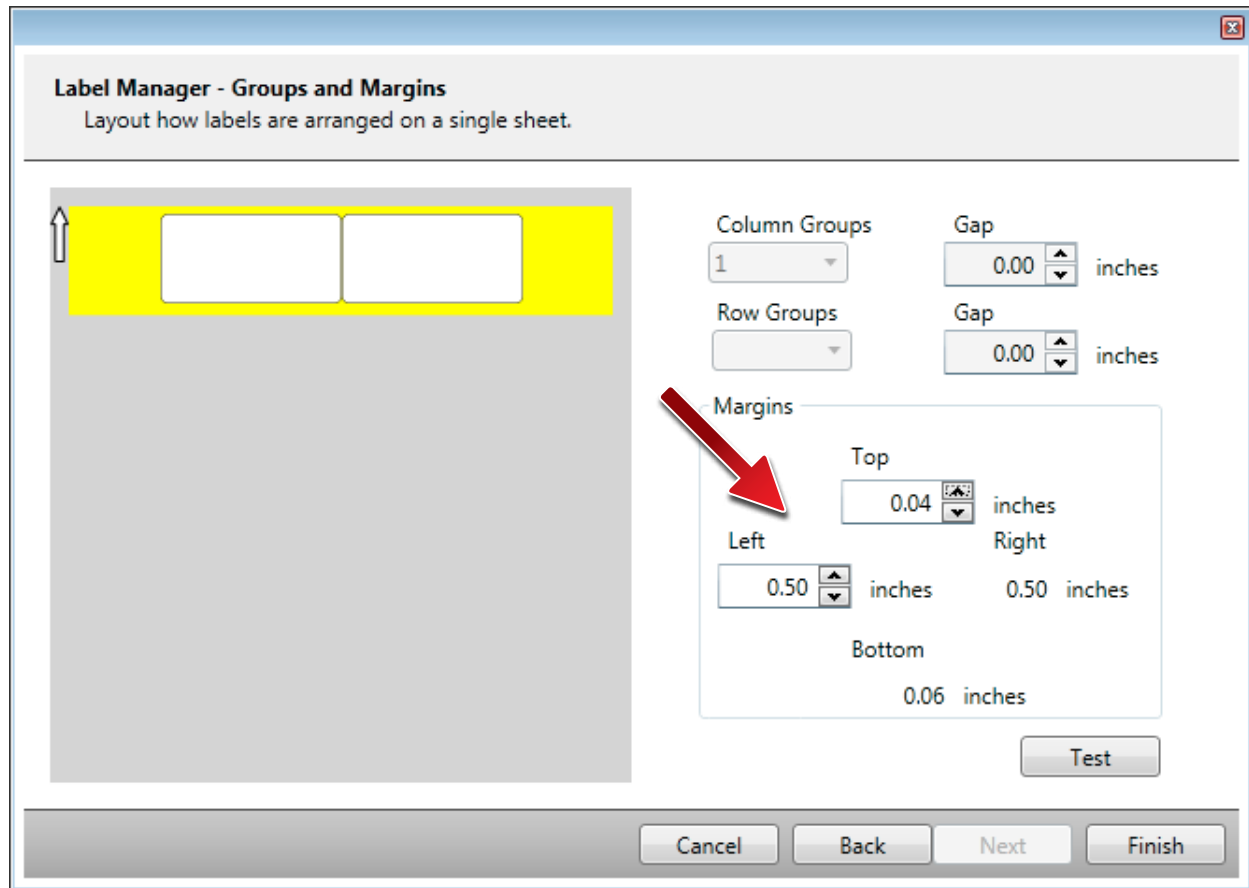 Label Manager - Groups and Margins
Layout how labels are arranged on a single sheet.
Column Groups Gap
1 0.00 inches
Row Groups Gap
0.00 inches
Margins
Top
0.04 inches
Left Right
0.50 inches 0.50 inches
Bottom
0.06 inches
Test
Cancel Back Next Finish